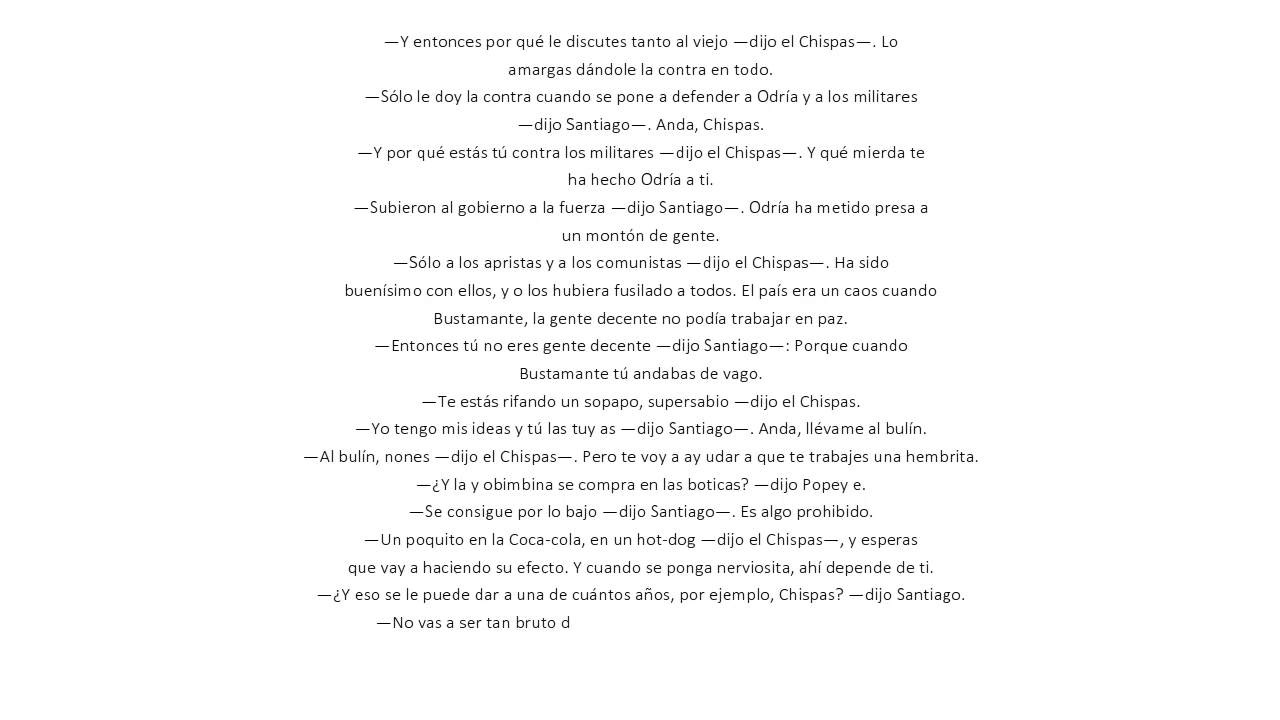 —Y entonces por qué le discutes tanto al viejo —dijo el Chispas—. Lo
amargas dándole la contra en todo.
—Sólo le doy la contra cuando se pone a defender a Odría y a los militares
—dijo Santiago—. Anda, Chispas.
—Y por qué estás tú contra los militares —dijo el Chispas—. Y qué mierda te
ha hecho Odría a ti.
—Subieron al gobierno a la fuerza —dijo Santiago—. Odría ha metido presa a
un montón de gente.
—Sólo a los apristas y a los comunistas —dijo el Chispas—. Ha sido
buenísimo con ellos, y o los hubiera fusilado a todos. El país era un caos cuando
Bustamante, la gente decente no podía trabajar en paz.
—Entonces tú no eres gente decente —dijo Santiago—: Porque cuando
Bustamante tú andabas de vago.
—Te estás rifando un sopapo, supersabio —dijo el Chispas.
—Yo tengo mis ideas y tú las tuy as —dijo Santiago—. Anda, llévame al bulín.
—Al bulín, nones —dijo el Chispas—. Pero te voy a ay udar a que te trabajes una hembrita.
—¿Y la y obimbina se compra en las boticas? —dijo Popey e.
—Se consigue por lo bajo —dijo Santiago—. Es algo prohibido.
—Un poquito en la Coca-cola, en un hot-dog —dijo el Chispas—, y esperas
que vay a haciendo su efecto. Y cuando se ponga nerviosita, ahí depende de ti.
—¿Y eso se le puede dar a una de cuántos años, por ejemplo, Chispas? —dijo Santiago.
—No vas a ser tan bruto d